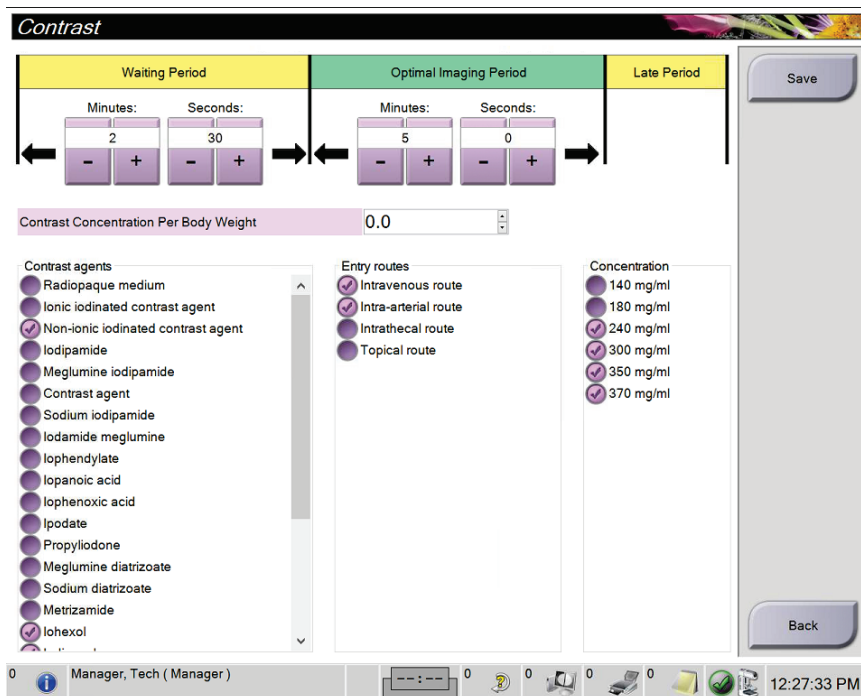 Contrast
Waiting Period
Optimal Imaging Period
Late Period
Save
Minutes:
Seconds:
Minutes:
Seconds:
2
30
5
0
-
+
-
+
-
+
-
+
Contrast Concentration Per Body Weight
0.0
Contrast agents
Radiopaque medium
Ionic iodinated contrast agent
Non-ionic iodinated contrast agent
Iodipamide
Meglumine iodipamide
Contrast agent
Sodium iodipamide
Iodamide meglumine
Iophendylate
Iopanoic acid
Iophenoxic acid
Ipodate
Propyliodone
Meglumine diatrizoate
Sodium diatrizoate
Metrizamide
Iohexol
Entry routes
Intravenous route
Intra-arterial route
Intrathecal route
Topical route
Concentration
140 mg/ml
180 mg/ml
240 mg/ml
300 mg/ml
350 mg/ml
370 mg/ml
Back
0
Manager, Tech ( Manager )
--:--
0
0
0
0
12:27:33 PM